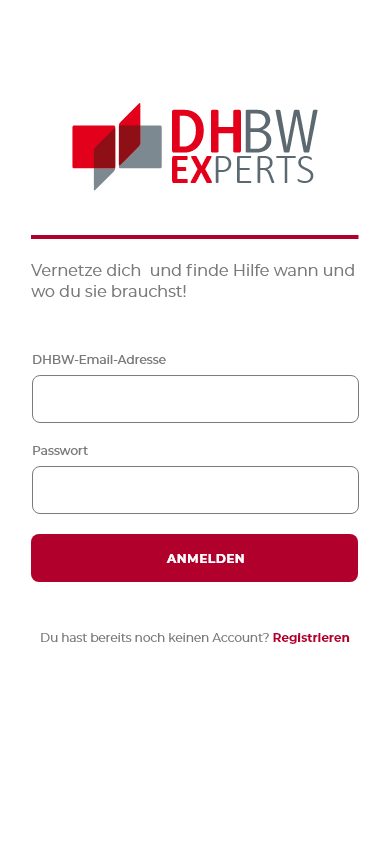 DHBW
EXPERTS
Vernetze dich und finde Hilfe wann und
wo du sie brauchst!
DHBW-Email-Adresse
Passwort
ANMELDEN
Du hast bereits noch keinen Account? Registrieren